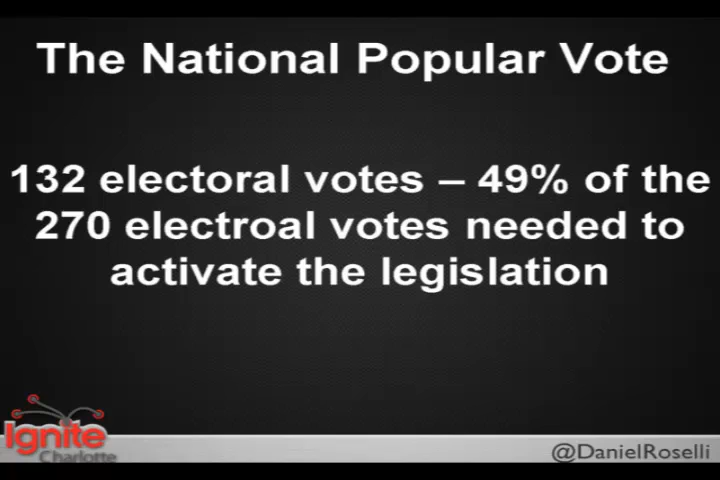 The National Popular Vote
132 electoral votes – 49% of the
270 electroal votes needed to
activate the legislation
Ignite
Charlotte
@DanielRoselli